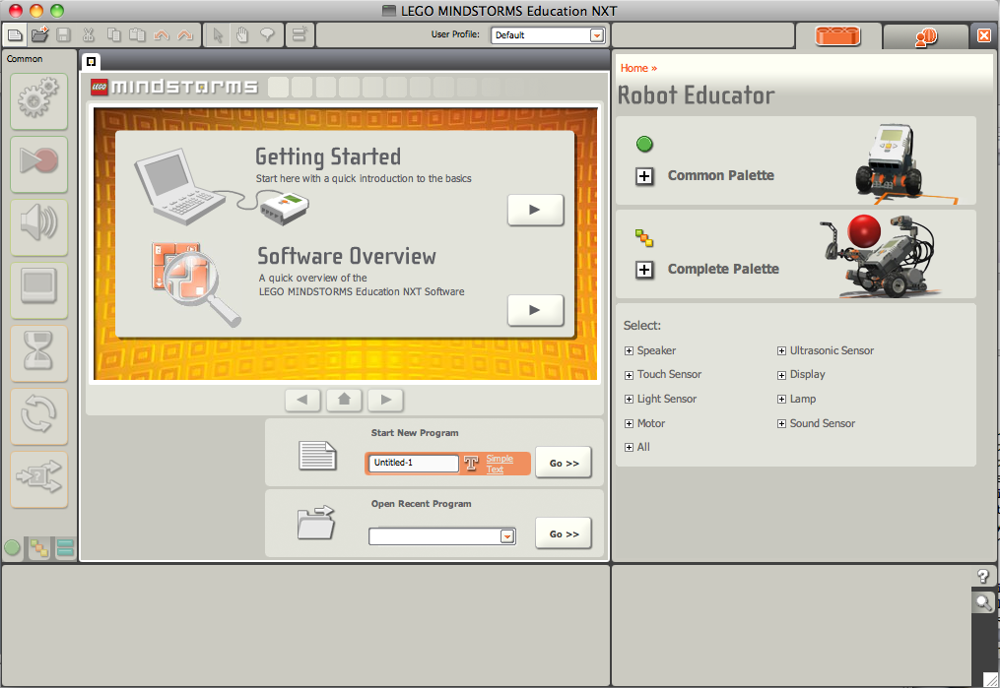 LEGO MINDSTORMS Education NXT
User Profile:
Default
Common
LEGO mindstorms
Getting Started
Start here with a quick introduction to the basics
Software Overview
A quick overview of the
LEGO MINDSTORMS Education NXT Software
Start New Program
Untitled-1
T
Simple
Text
Go >>
Open Recent Program
Go >>
Home »
Robot Educator
Common Palette
Complete Palette
Select:
Speaker
Touch Sensor
Light Sensor
Motor
All
Ultrasonic Sensor
Display
Lamp
Sound Sensor
?